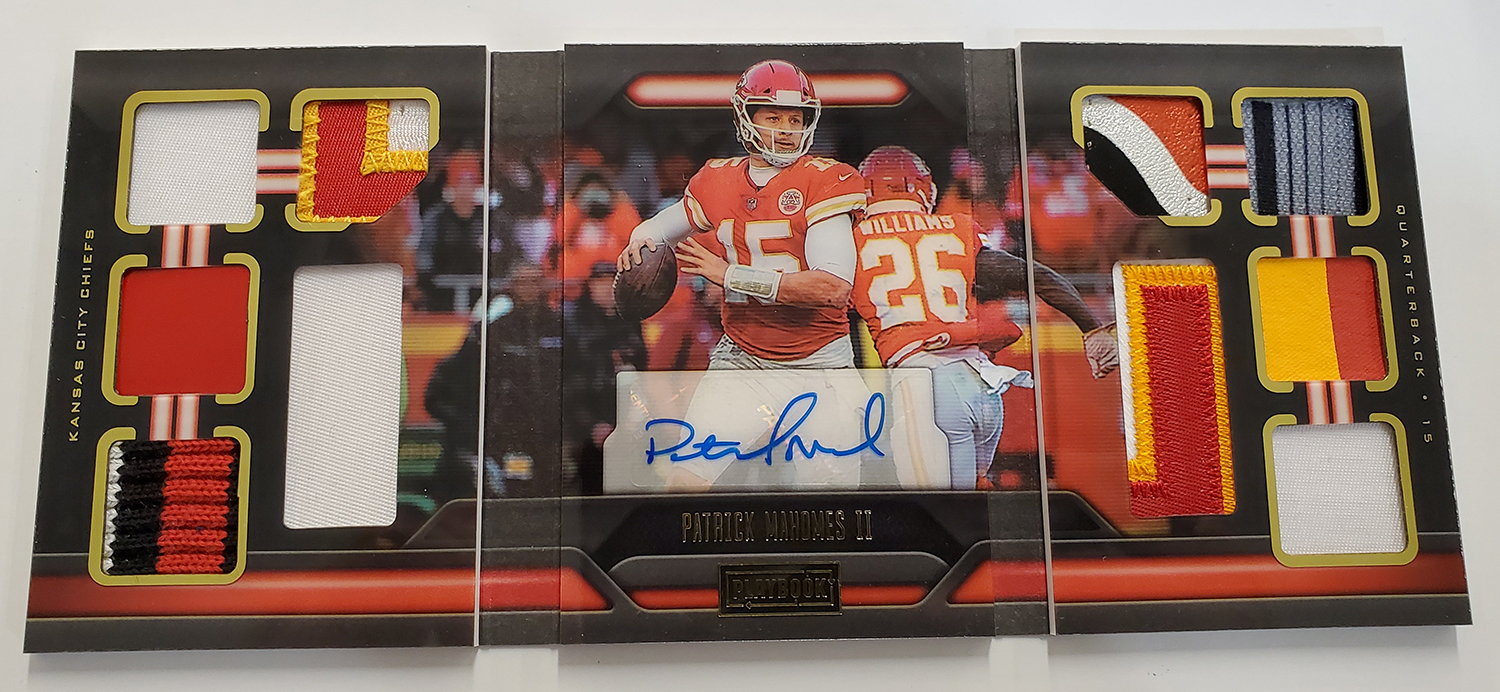 KANSAS CITY CHIEFS
15
WILLIAMS
26
PATRICK MAHOMES II
PLAYBOOK
QUARTERBACK • 15